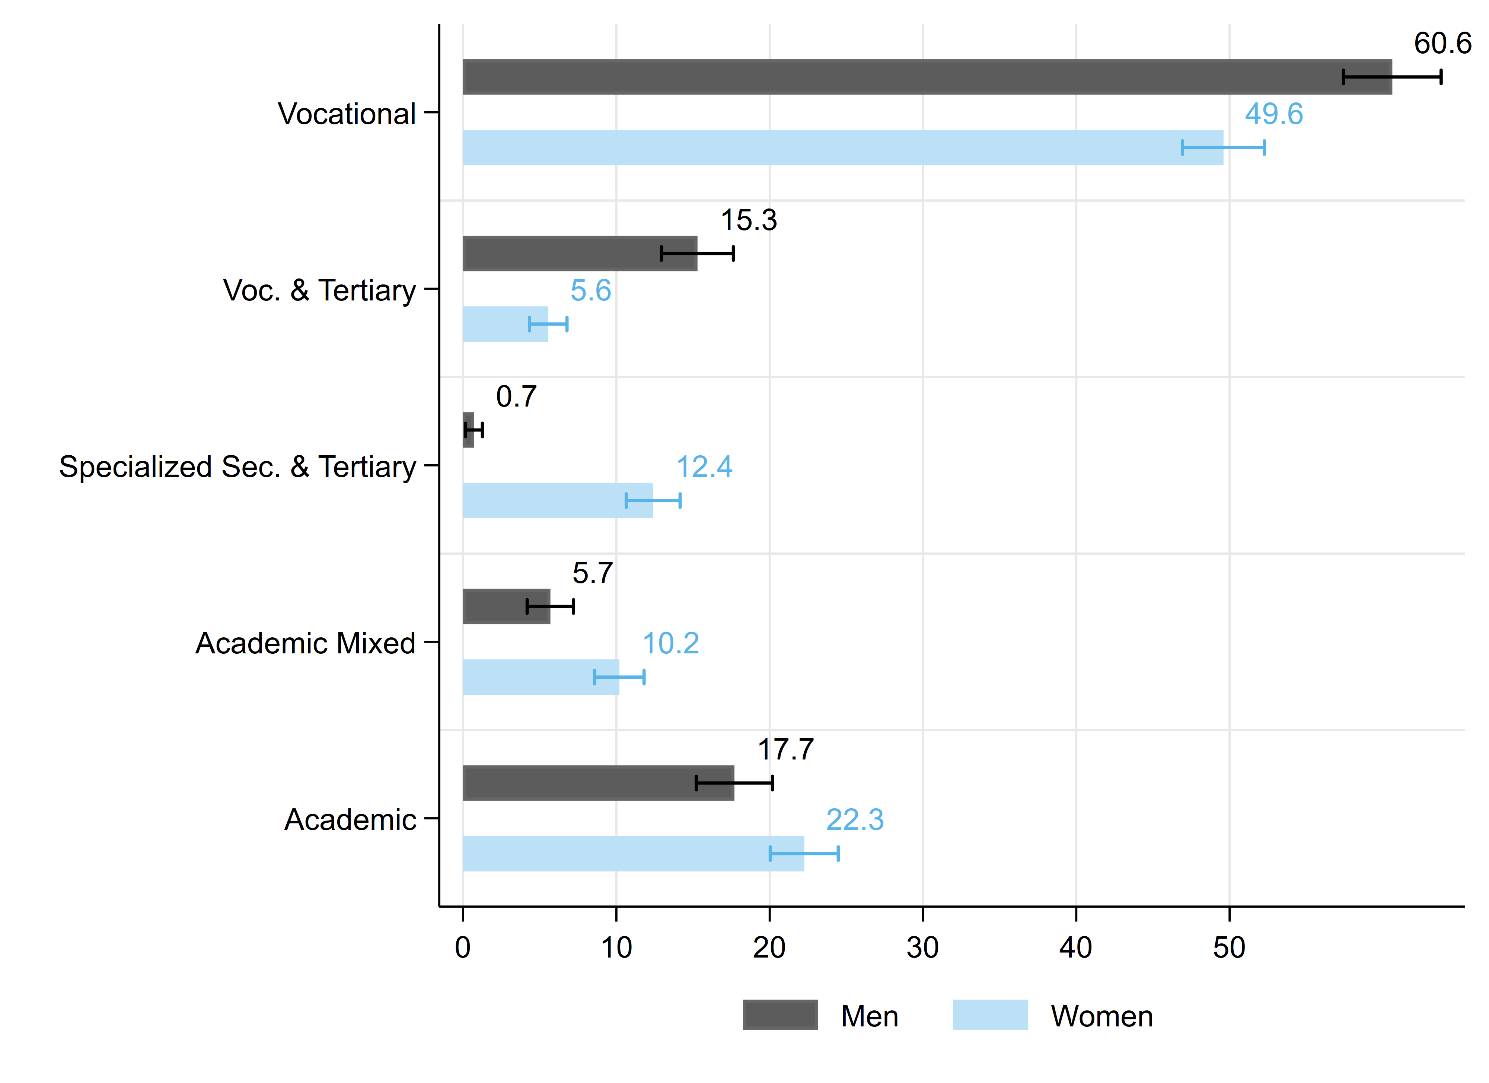 60.6
Vocational
49.6
15.3
Voc. & Tertiary
5.6
0.7
Specialized Sec. & Tertiary
12.4
5.7
Academic Mixed
10.2
17.7
Academic
22.3
0 10 20 30 40 50
Men Women